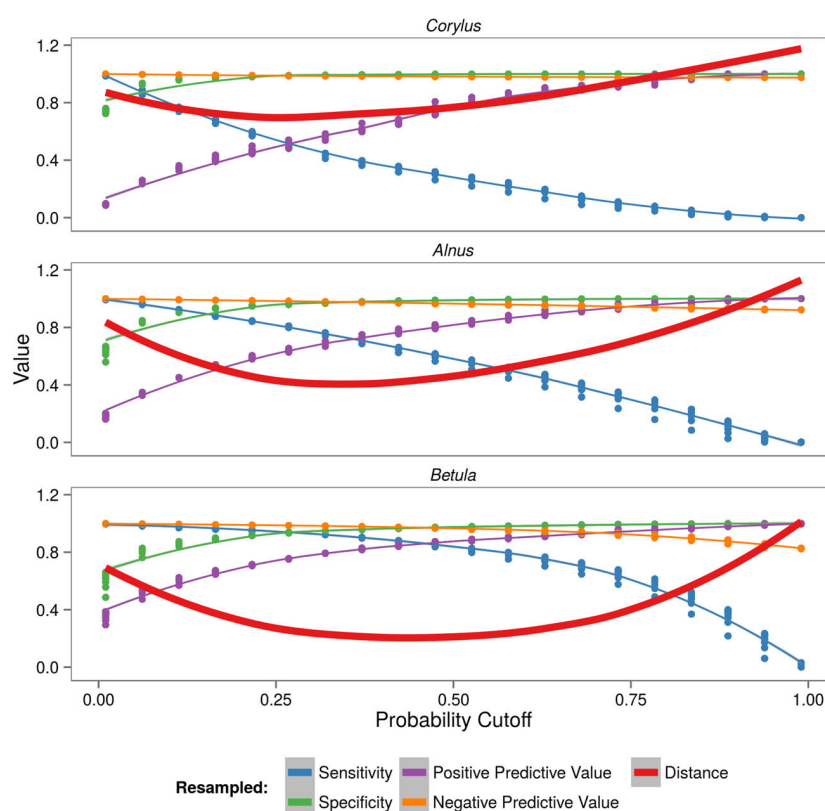 Corylus
1.2
0.8
0.4
0.0
Alnus
1.2
0.8
0.4
0.0
Value
Betula
1.2
0.8
0.4
0.0
0.00 0.25 0.50 0.75 1.00
Probability Cutoff
Resampled: Sensitivity Positive Predictive Value Distance
Specificity Negative Predictive Value